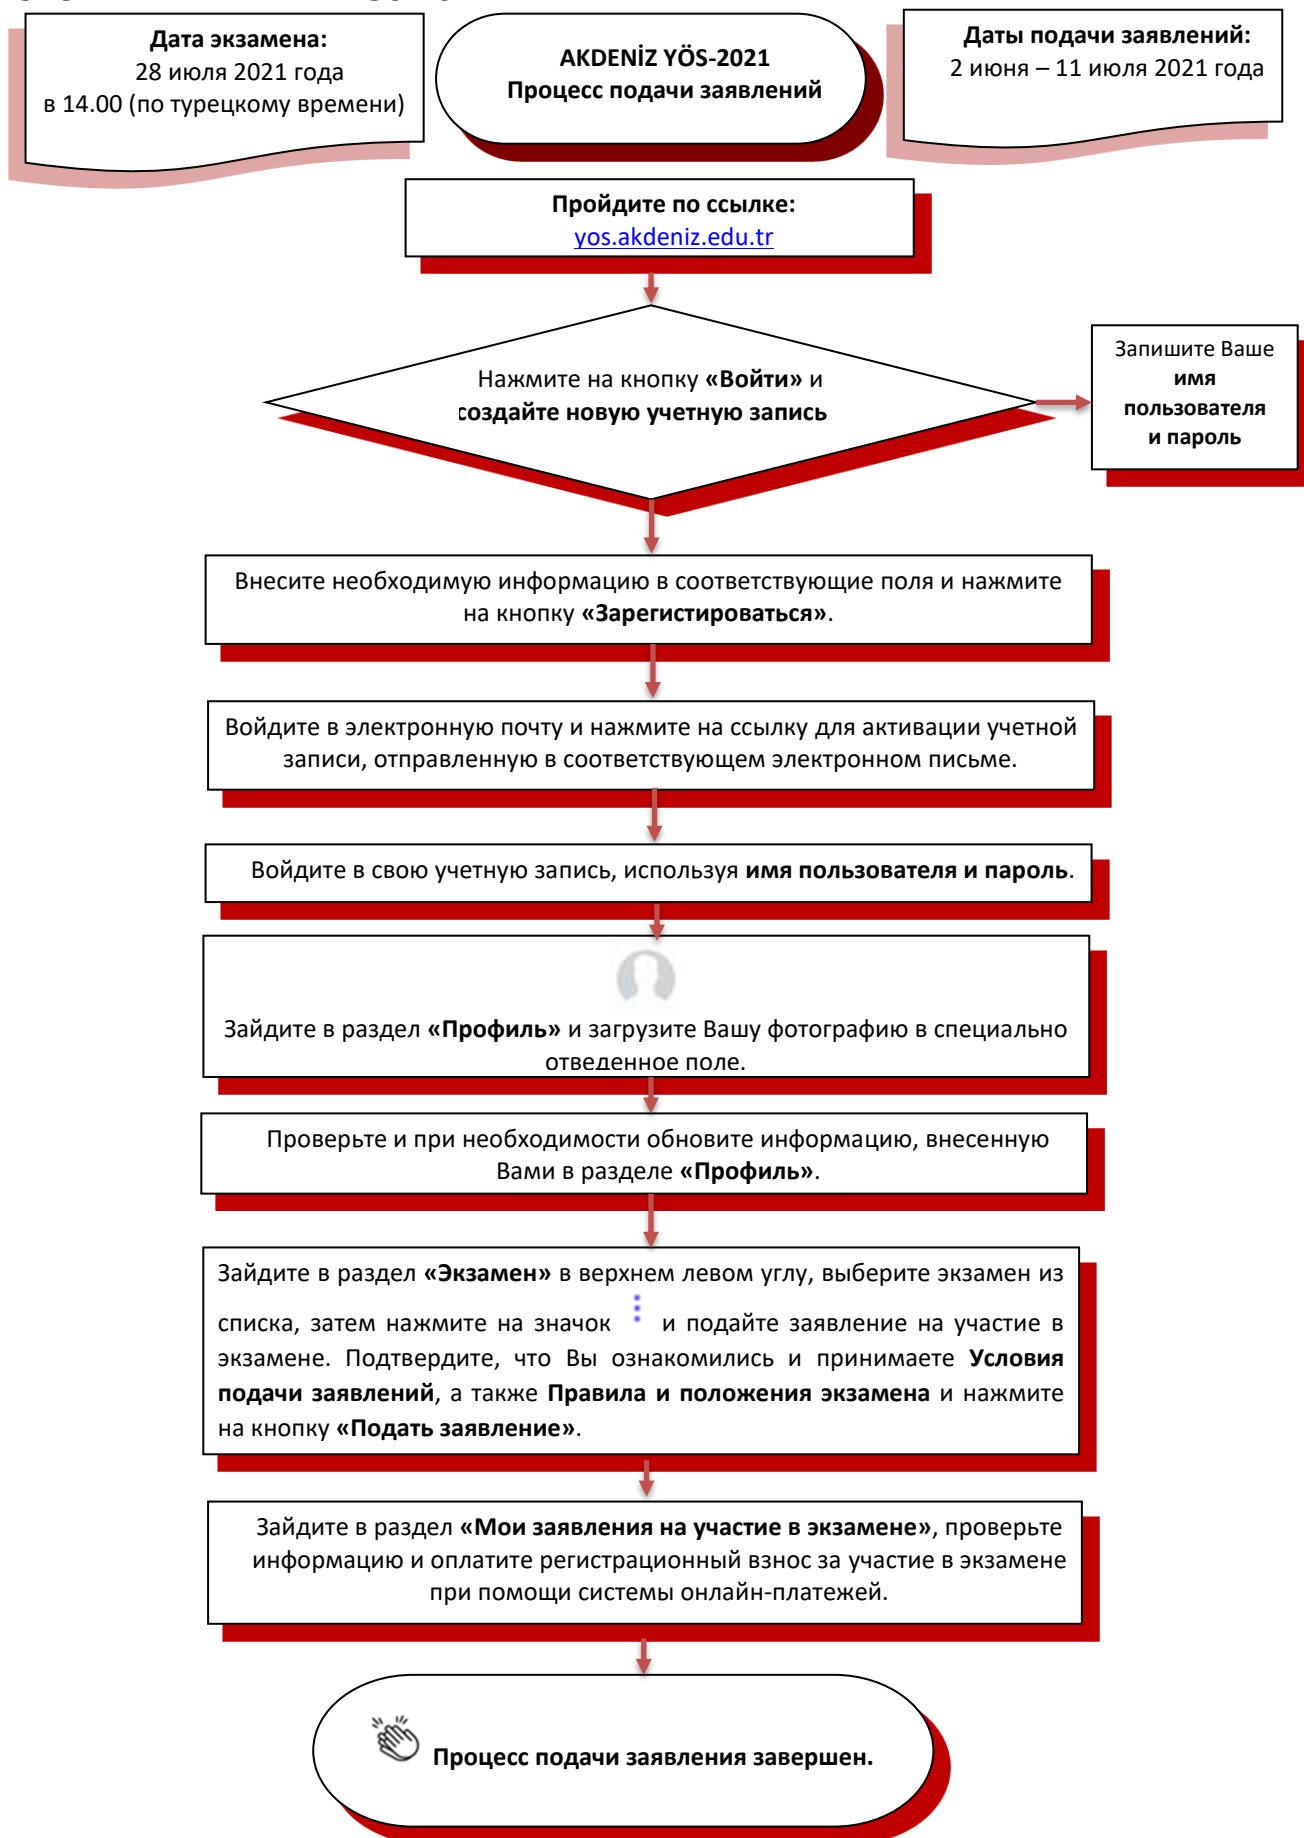 Дата экзамена:
28 июля 2021 года
в 14.00 (по турецкому времени)
AKDENİZ YÖS-2021
Процесс подачи заявлений
Даты подачи заявлений:
2 июня – 11 июля 2021 года
Пройдите по ссылке:
yos.akdeniz.edu.tr
Нажмите на кнопку «Войти» и
создайте новую учетную запись
Запишите Ваше
имя
пользователя
и пароль
Внесите необходимую информацию в соответствующие поля и нажмите
на кнопку «Зарегистироваться».
Войдите в электронную почту и нажмите на ссылку для активации учетной
записи, отправленную в соответствующем электронном письме.
Войдите в свою учетную запись, используя имя пользователя и пароль.
Зайдите в раздел «Профиль» и загрузите Вашу фотографию в специально
отведенное поле.
Проверьте и при необходимости обновите информацию, внесенную
Вами в разделе «Профиль».
Зайдите в раздел «Экзамен» в верхнем левом углу, выберите экзамен из
списка, затем нажмите на значок ⋮ и подайте заявление на участие в
экзамене. Подтвердите, что Вы ознакомились и принимаете Условия
подачи заявлений, а также Правила и положения экзамена и нажмите
на кнопку «Подать заявление».
Зайдите в раздел «Мои заявления на участие в экзамене», проверьте
информацию и оплатите регистрационный взнос за участие в экзамене
при помощи системы онлайн-платежей.
Процесс подачи заявления завершен.